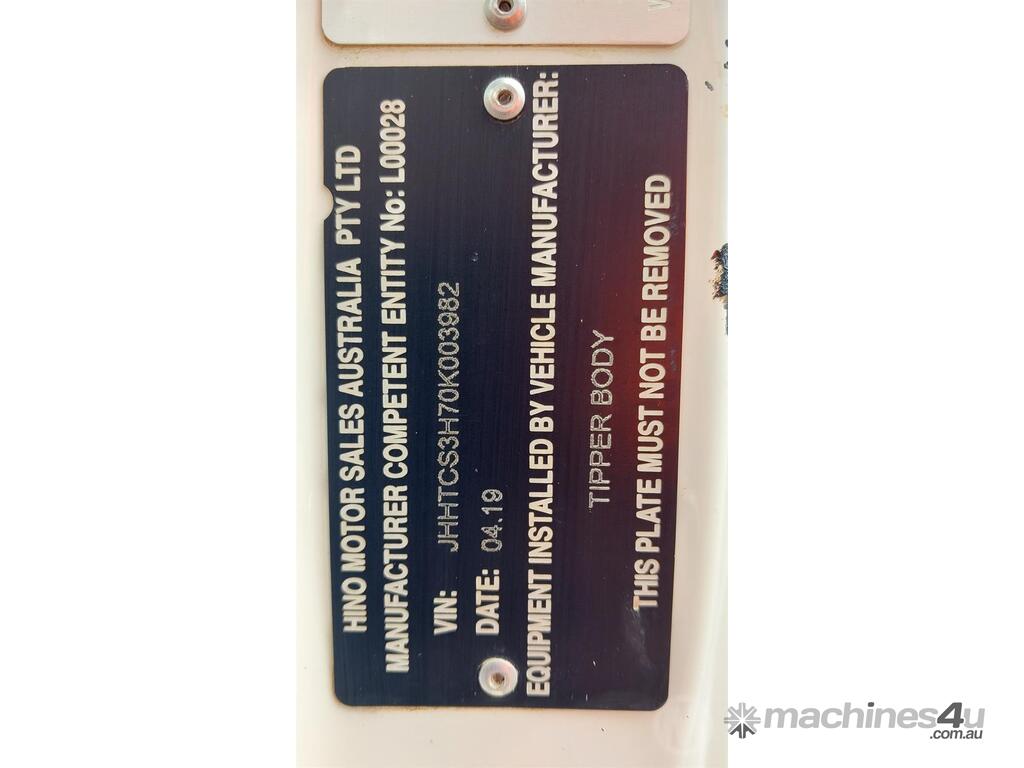 HINO MOTOR SALES AUSTRALIA PTY LTD
MANUFACTURER COMPETENT ENTITY No: L00028
VIN: JHHTCS3H70K003982
DATE: 04.19
EQUIPMENT INSTALLED BY VEHICLE MANUFACTURER:
TIPPER BODY
THIS PLATE MUST NOT BE REMOVED
machines4u
.com.au